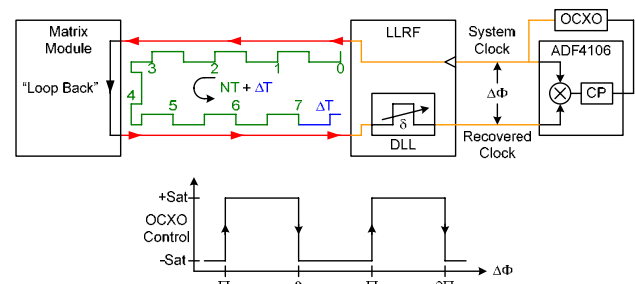 Matrix
Module
"Loop Back"
3
2
1
0
4
NT + ΔT
5
6
7
ΔT
LLRF
δ
DLL
System
Clock
ΔΦ
Recovered
Clock
OCXO
ADF4106
CP
+Sat
OCXO
Control
-Sat
ΔΦ